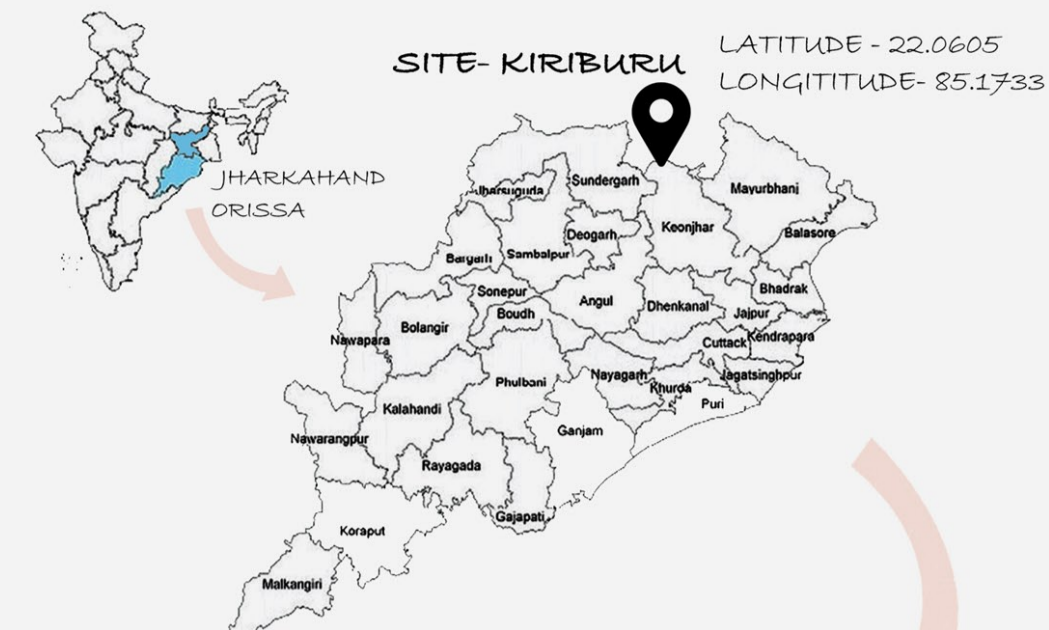 SITE- KIRIBURU
LATITUDE - 22.0605
LONGITITUDE- 85.1733
JHARKAHAND
ORISSA
Jharsuguda
Sundergarh
Mayurbhanj
Keonjhar
Deogarh
Balasore
Sambalpur
Bargarh
Sonepur
Bhadrak
Angul
Dhenkanal
Jajpur
Boudh
Bolangir
Nawapara
Cuttack
Kendrapara
Nayagarh
Jagatsinghpur
Phulbani
Khurda
Puri
Kalahandi
Ganjam
Nawarangpur
Rayagada
Gajapati
Koraput
Malkangiri